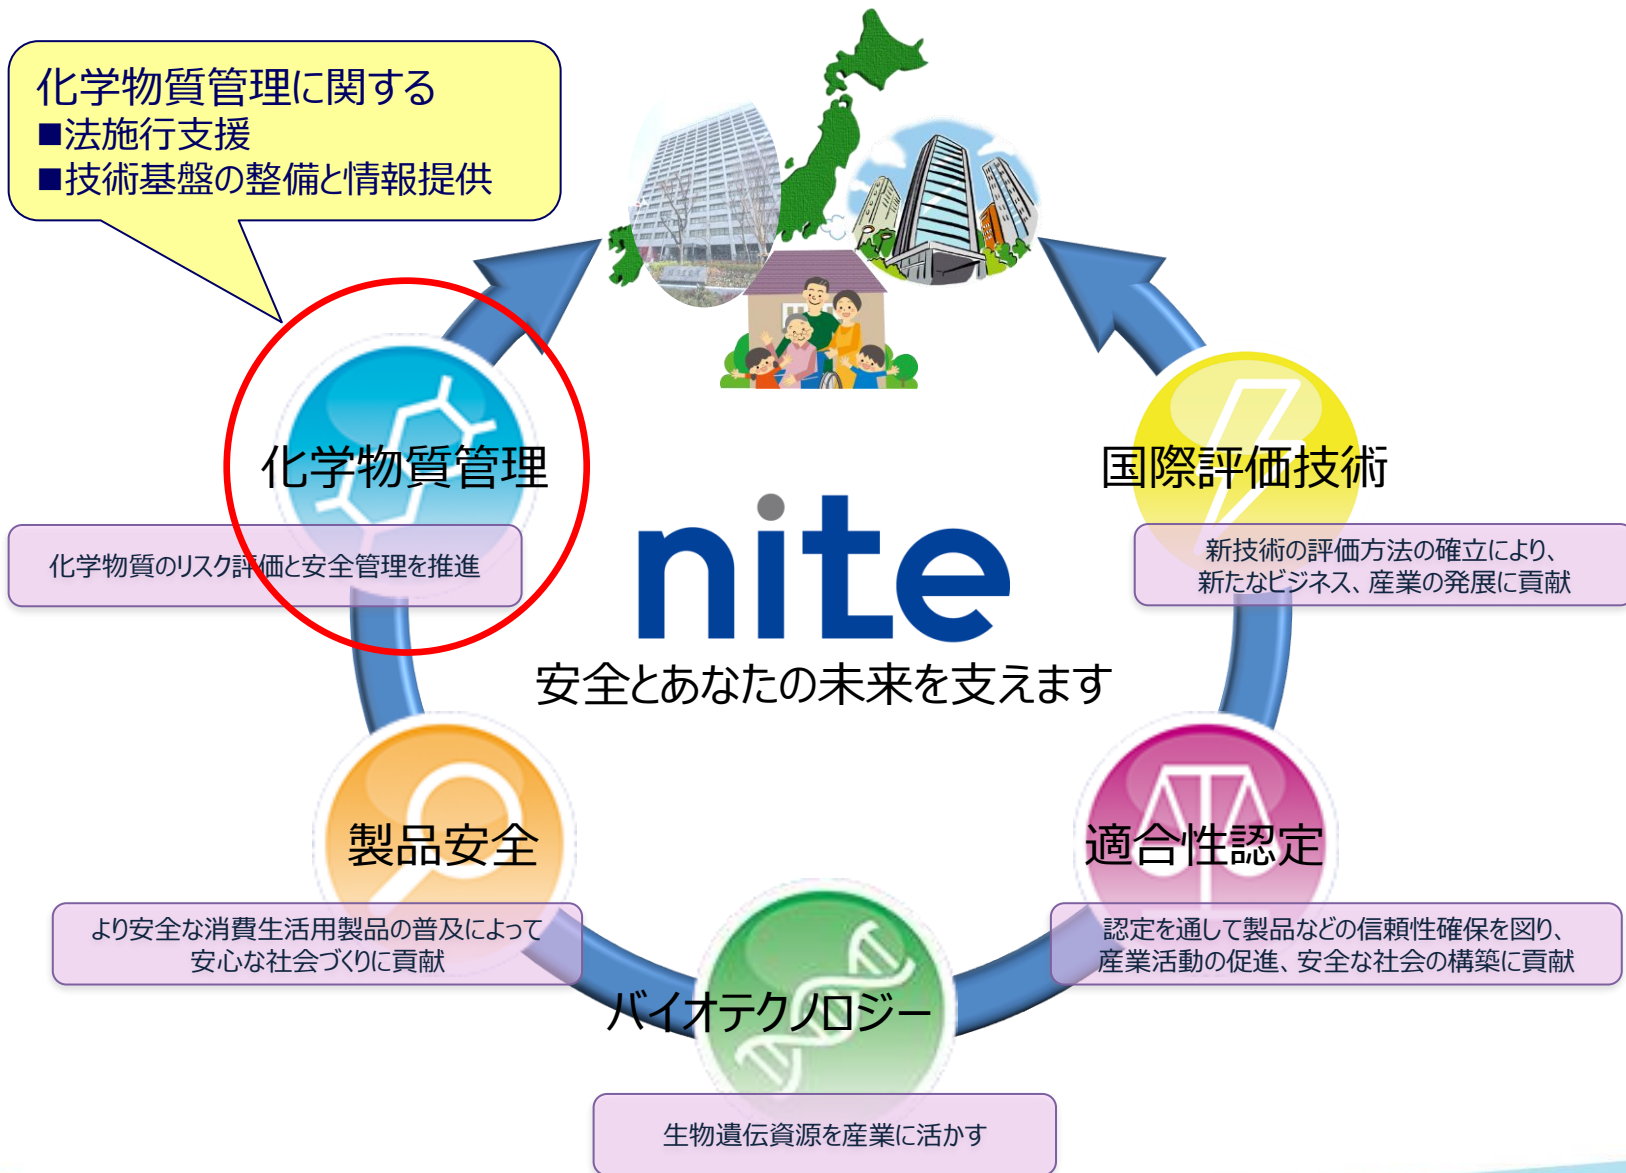 化学物質管理に関する
■法施行支援
■技術基盤の整備と情報提供
化学物質管理
化学物質のリスク評価と安全管理を推進
国際評価技術
新技術の評価方法の確立により、
新たなビジネス、産業の発展に貢献
nite
安全とあなたの未来を支えます
製品安全
より安全な消費生活用製品の普及によって
安心な社会づくりに貢献
適合性認定
認定を通して製品などの信頼性確保を図り、
産業活動の促進、安全な社会の構築に貢献
バイオテクノロジー
生物遺伝資源を産業に活かす